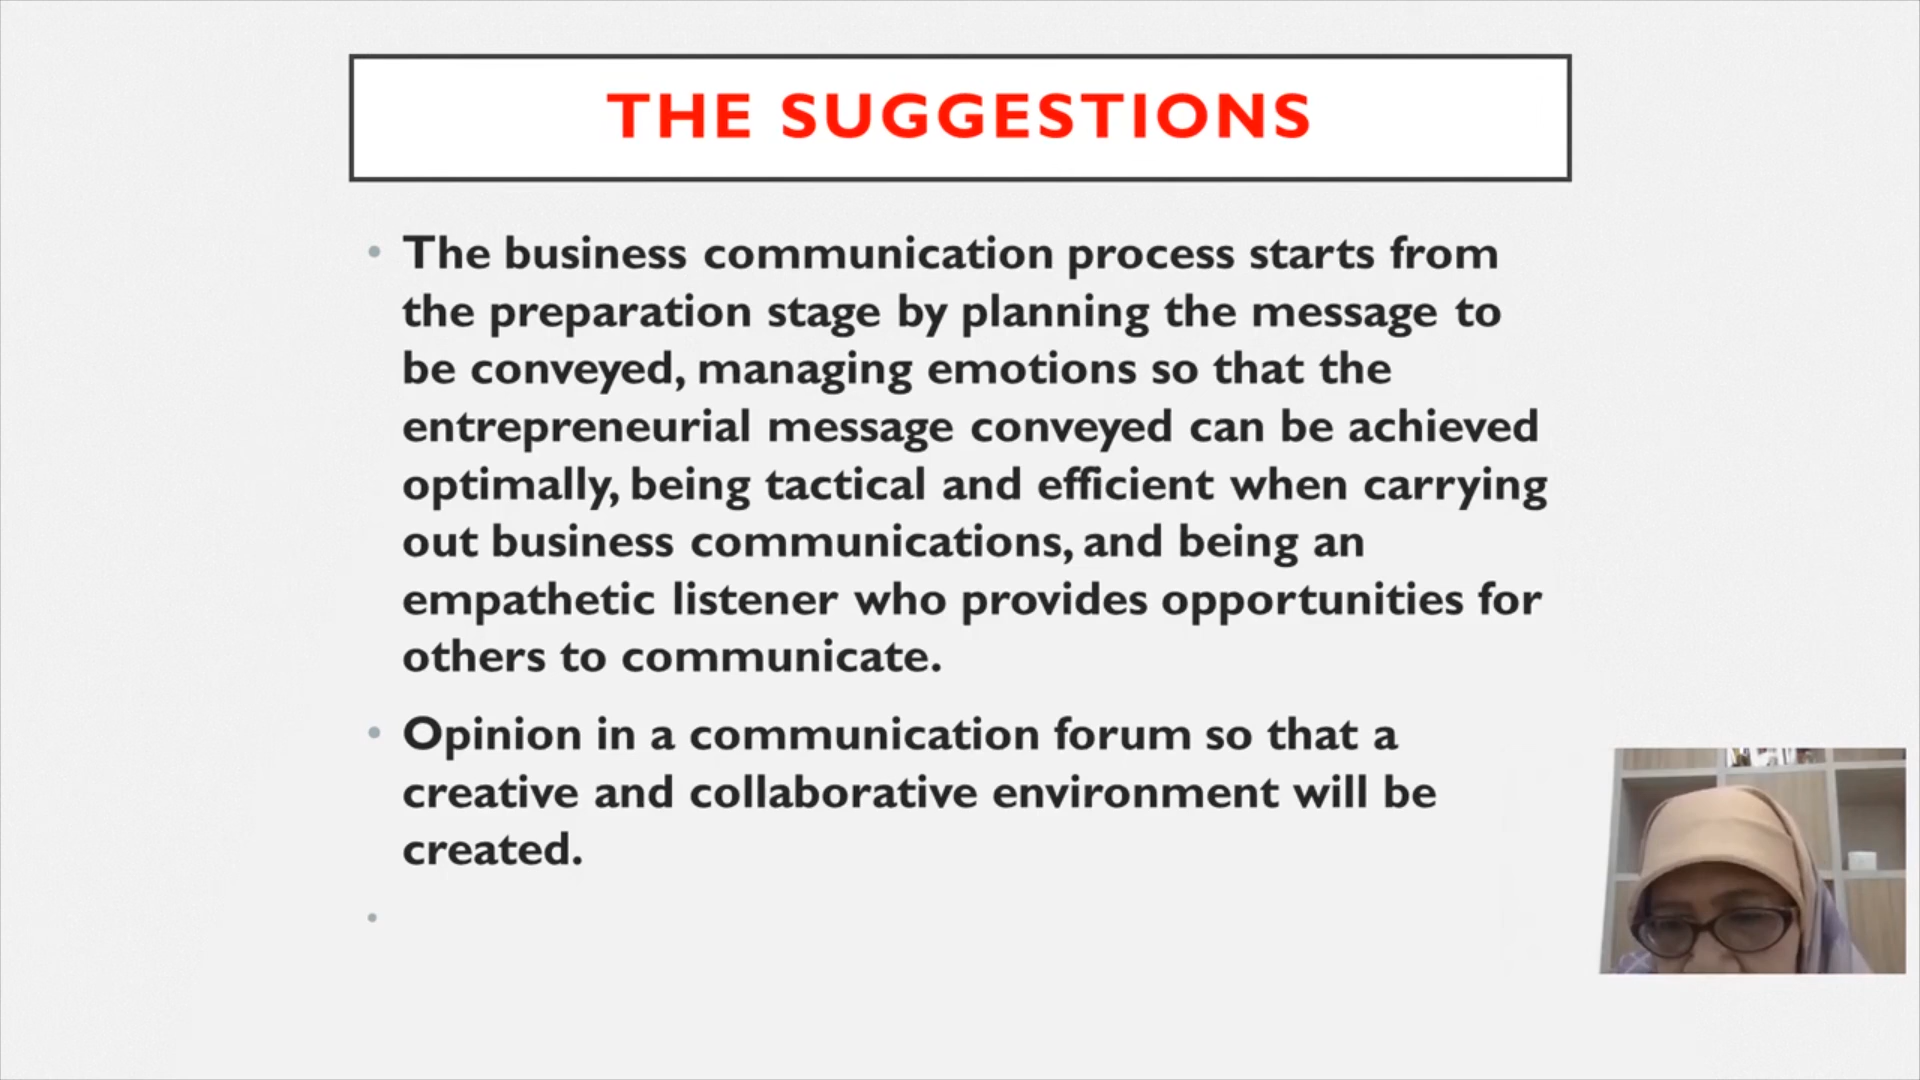 THE SUGGESTIONS
• The business communication process starts from
the preparation stage by planning the message to
be conveyed, managing emotions so that the
entrepreneurial message conveyed can be achieved
optimally, being tactical and efficient when carrying
out business communications, and being an
empathetic listener who provides opportunities for
others to communicate.
• Opinion in a communication forum so that a
creative and collaborative environment will be
created.
•